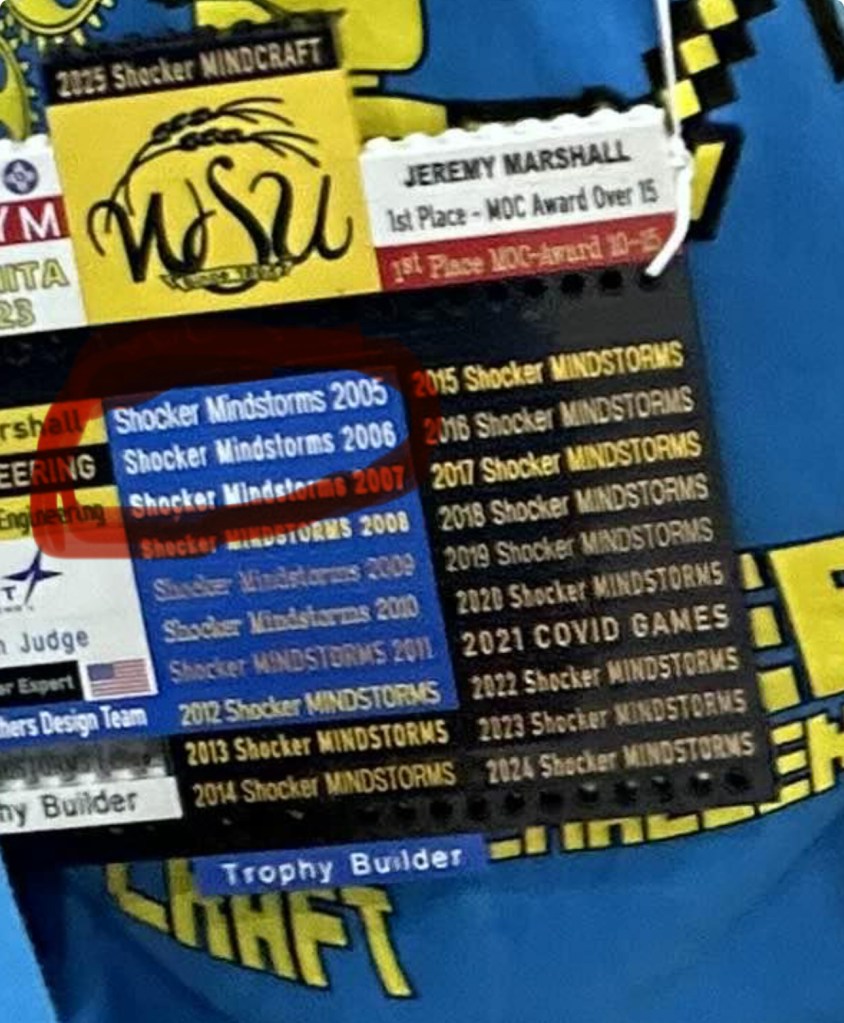 2025 Shocker MINDCRAFT
WSU
JEREMY MARSHALL
1st Place - MOC Award Over 15
1st Place MOC-Award 10-15
YM
ITA
23
rshall
EERING
Engineering
T
Judge
er Expert
hers Design Team
hy Builder
Shocker Mindstorms 2005
Shocker Mindstorms 2006
Shocker Mindstorms 2007
Shocker MINDSTORMS 2008
Shocker Mindstorms 2009
Shocker Mindstorms 2010
Shocker MINDSTORMS 2011
2012 Shocker MINDSTORMS
2013 Shocker MINDSTORMS
2014 Shocker MINDSTORMS
2015 Shocker MINDSTORMS
2016 Shocker MINDSTORMS
2017 Shocker MINDSTORMS
2018 Shocker MINDSTORMS
2019 Shocker MINDSTORMS
2020 Shocker MINDSTORMS
2021 COVID GAMES
2022 Shocker MINDSTORMS
2023 Shocker MINDSTORMS
2024 Shocker MINDSTORMS
Trophy Builder
CRAFT